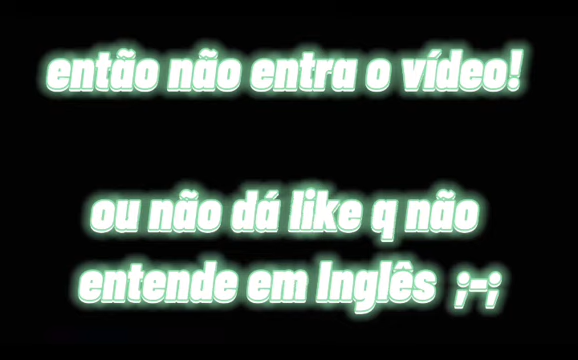 então não entra o vídeo!
ou não dá like q não
entende em Inglês ;-;